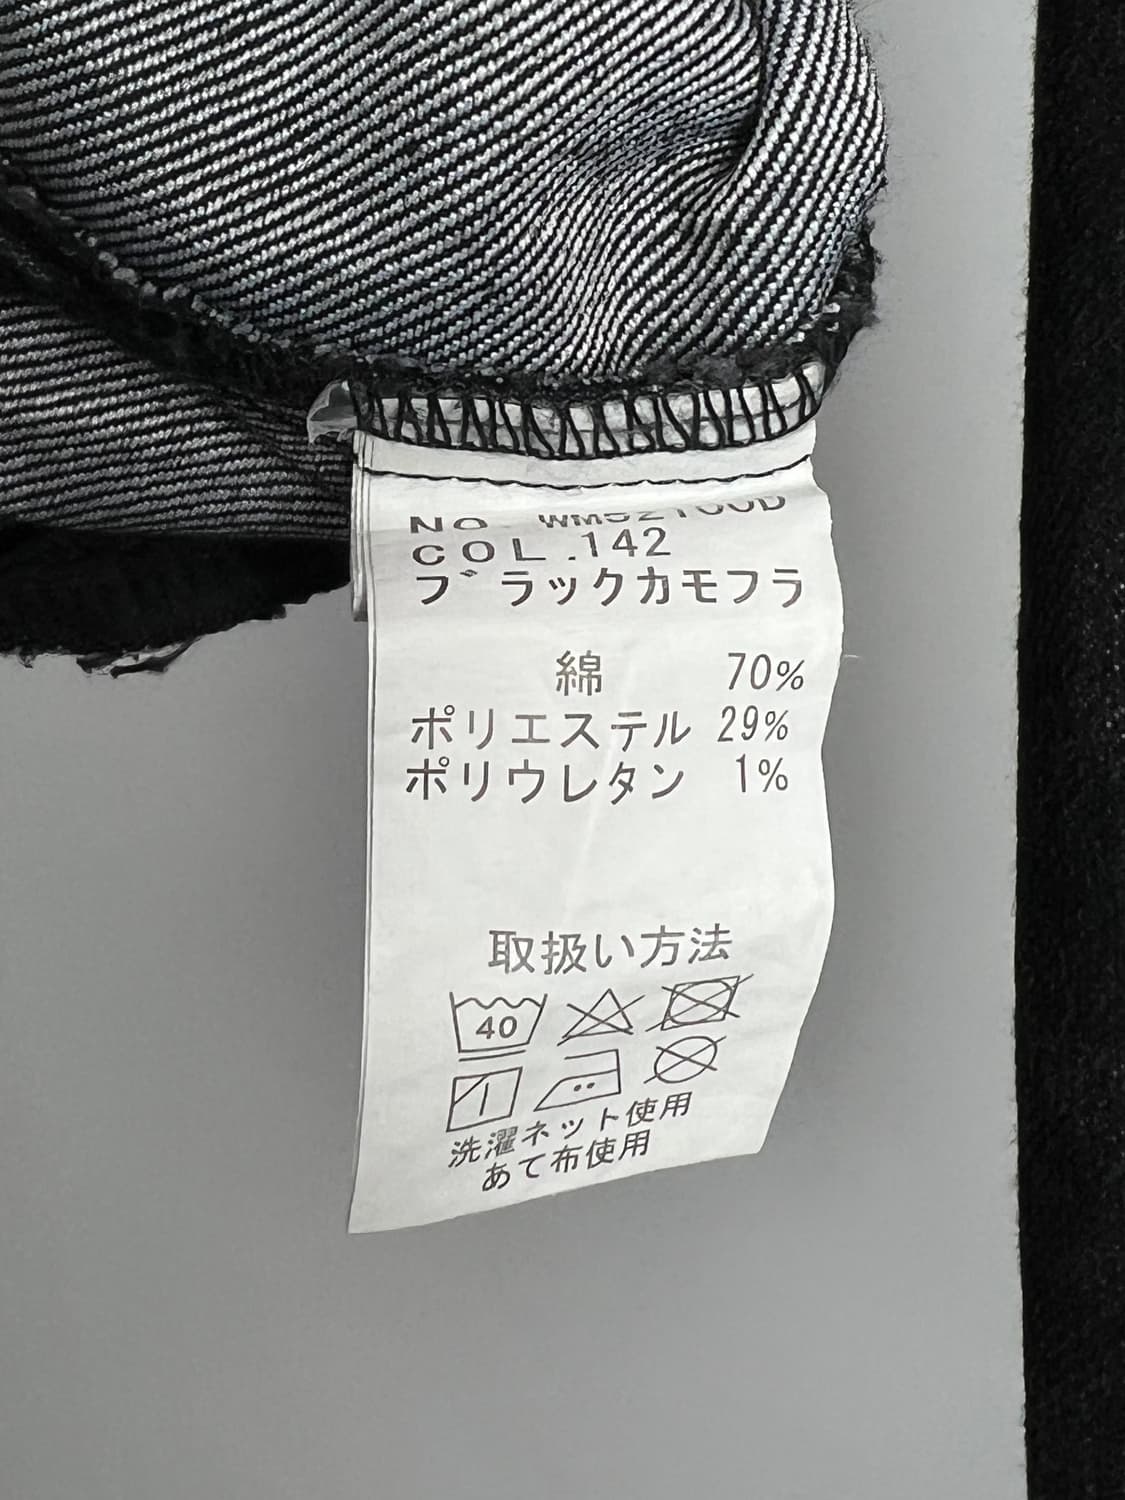 NO
COL.142
ブラックカモフラ
綿 70%
ポリエステル 29%
ポリウレタン 1%
取扱い方法
40
洗濯ネット使用
あて布使用